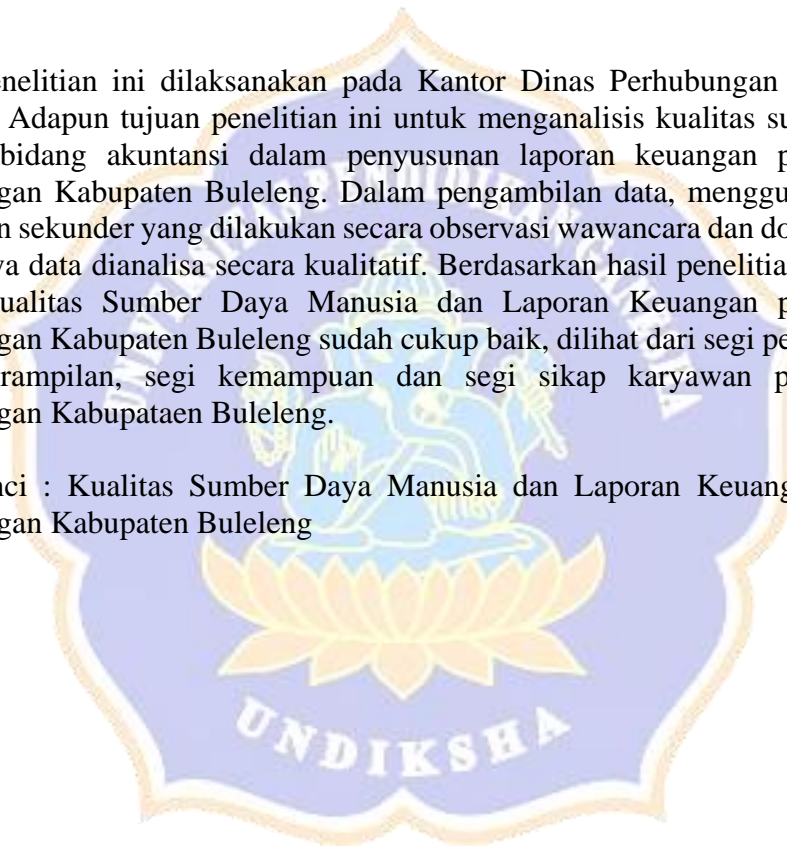 enelitian ini dilaksanakan pada Kantor Dinas Perhubungan
Adapun tujuan penelitian ini untuk menganalisis kualitas su
bidang akuntansi dalam penyusunan laporan keuangan p
gan Kabupaten Buleleng. Dalam pengambilan data, menggu
n sekunder yang dilakukan secara observasi wawancara dan do
a data dianalisa secara kualitatif. Berdasarkan hasil penelitia
ualitas Sumber Daya Manusia dan Laporan Keuangan p
gan Kabupaten Buleleng sudah cukup baik, dilihat dari segi pe
rampilan, segi kemampuan dan segi sikap karyawan p
gan Kabupataen Buleleng.
nci : Kualitas Sumber Daya Manusia dan Laporan Keuang
gan Kabupaten Buleleng
UNIVERSITAS PENDIDIKAN GANESHA
UNDIKSHA